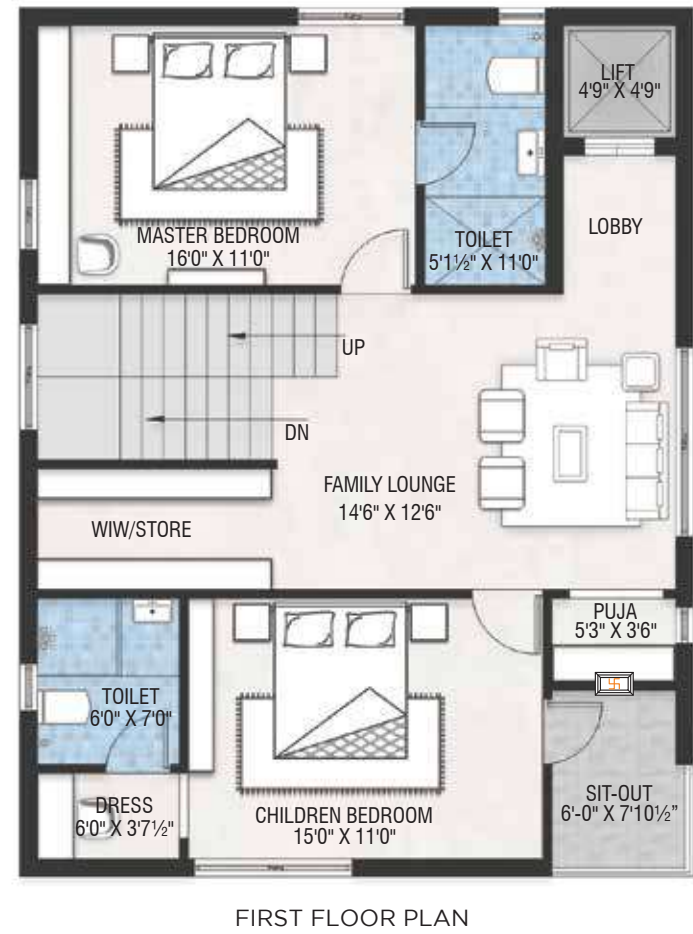 LIFT
4'9" X 4'9"
LOBBY
MASTER BEDROOM
16'0" X 11'0"
TOILET
5'1½" X 11'0"
UP
DN
FAMILY LOUNGE
14'6" X 12'6"
WIW/STORE
PUJA
5'3" X 3'6"
TOILET
6'0" X 7'0"
DRESS
6'0" X 3'7½"
CHILDREN BEDROOM
15'0" X 11'0"
SIT-OUT
6'-0" X 7'10½”
FIRST FLOOR PLAN